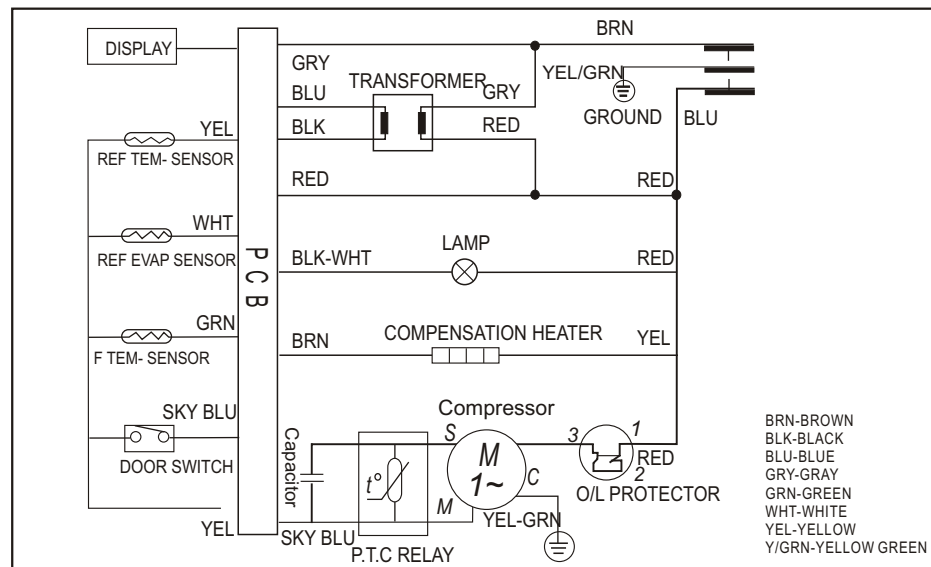 DISPLAY
BRN
GRY
TRANSFORMER
YEL/GRN
BLU
GRY
GROUND
BLU
YEL
BLK
RED
REF TEM- SENSOR
RED
RED
WHT
REF EVAP SENSOR
PCB
BLK-WHT
LAMP
RED
GRN
BRN
COMPENSATION HEATER
YEL
F TEM- SENSOR
SKY BLU
DOOR SWITCH
Capacitor
Compressor
S
M
1~
C
M
3
1
RED
2
O/L PROTECTOR
t°
YEL-GRN
YEL
SKY BLU
P.T.C RELAY
BRN-BROWN
BLK-BLACK
BLU-BLUE
GRY-GRAY
GRN-GREEN
WHT-WHITE
YEL-YELLOW
Y/GRN-YELLOW GREEN